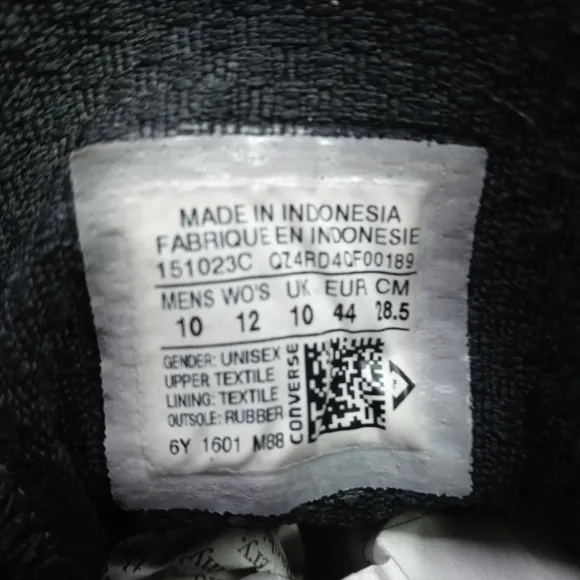 MADE IN INDONESIA
FABRIQUE EN INDONESIE
151023C QZ4RD4CF00189
MENS WO'S UK EUR CM
10 12 10 44 28.5
GENDER: UNISEX
UPPER TEXTILE
LINING: TEXTILE
OUTSOLE: RUBBER
6Y 1601 M88
CONVERSE